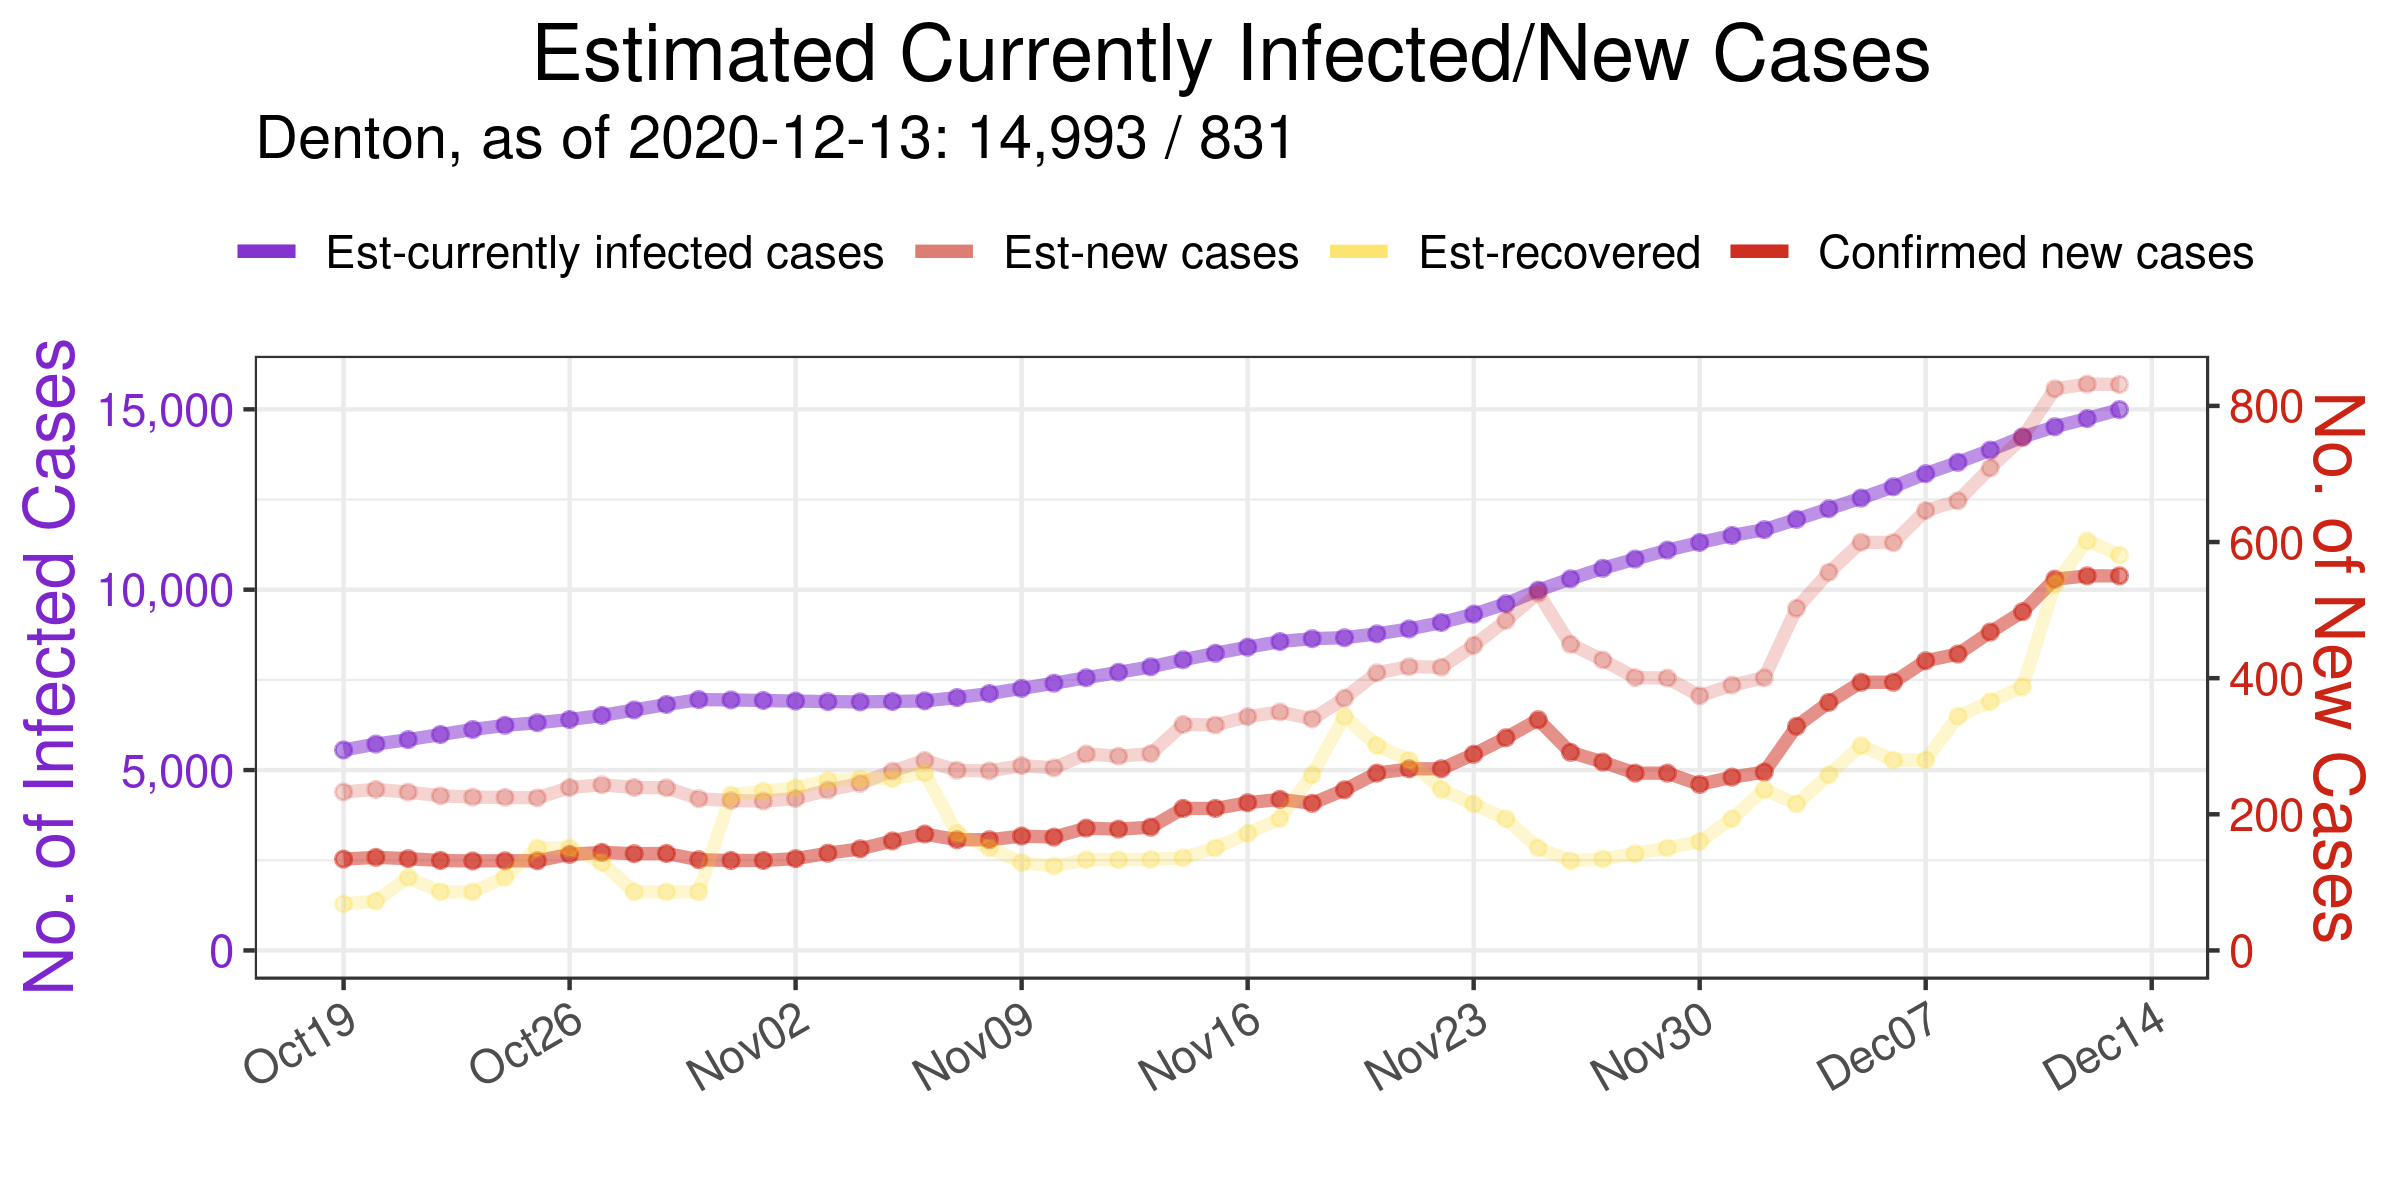 Estimated Currently Infected/New Cases
Denton, as of 2020-12-13: 14,993 / 831
Est-currently infected cases Est-new cases Est-recovered Confirmed new cases
No. of Infected Cases
15,000
10,000
5,000
0
800
600
400
200
0
No. of New Cases
Oct19 Oct26 Nov02 Nov09 Nov16 Nov23 Nov30 Dec07 Dec14